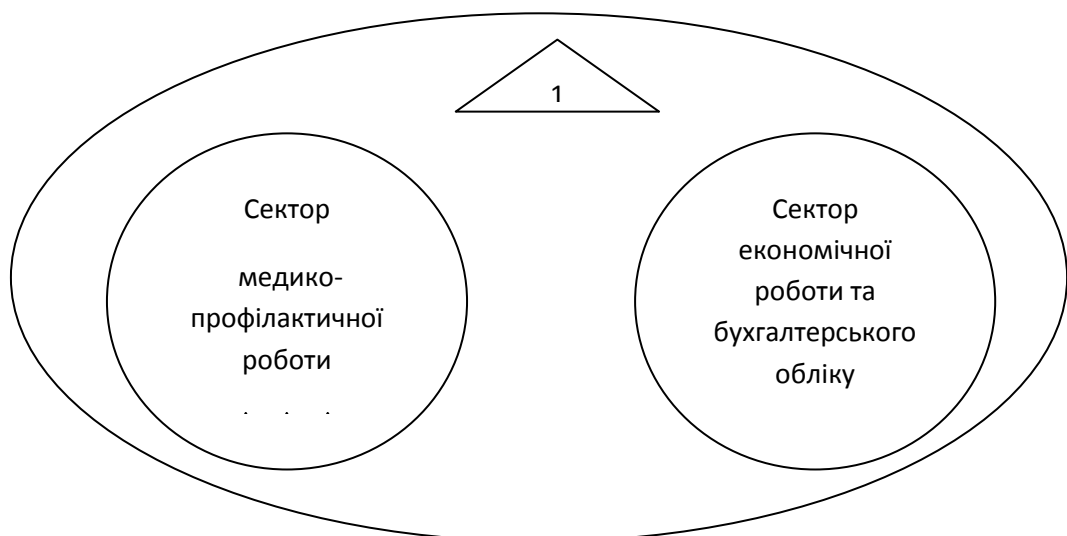 1
Сектор
медико-
профілактичної
роботи
Сектор
економічної
роботи та
бухгалтерського
обліку